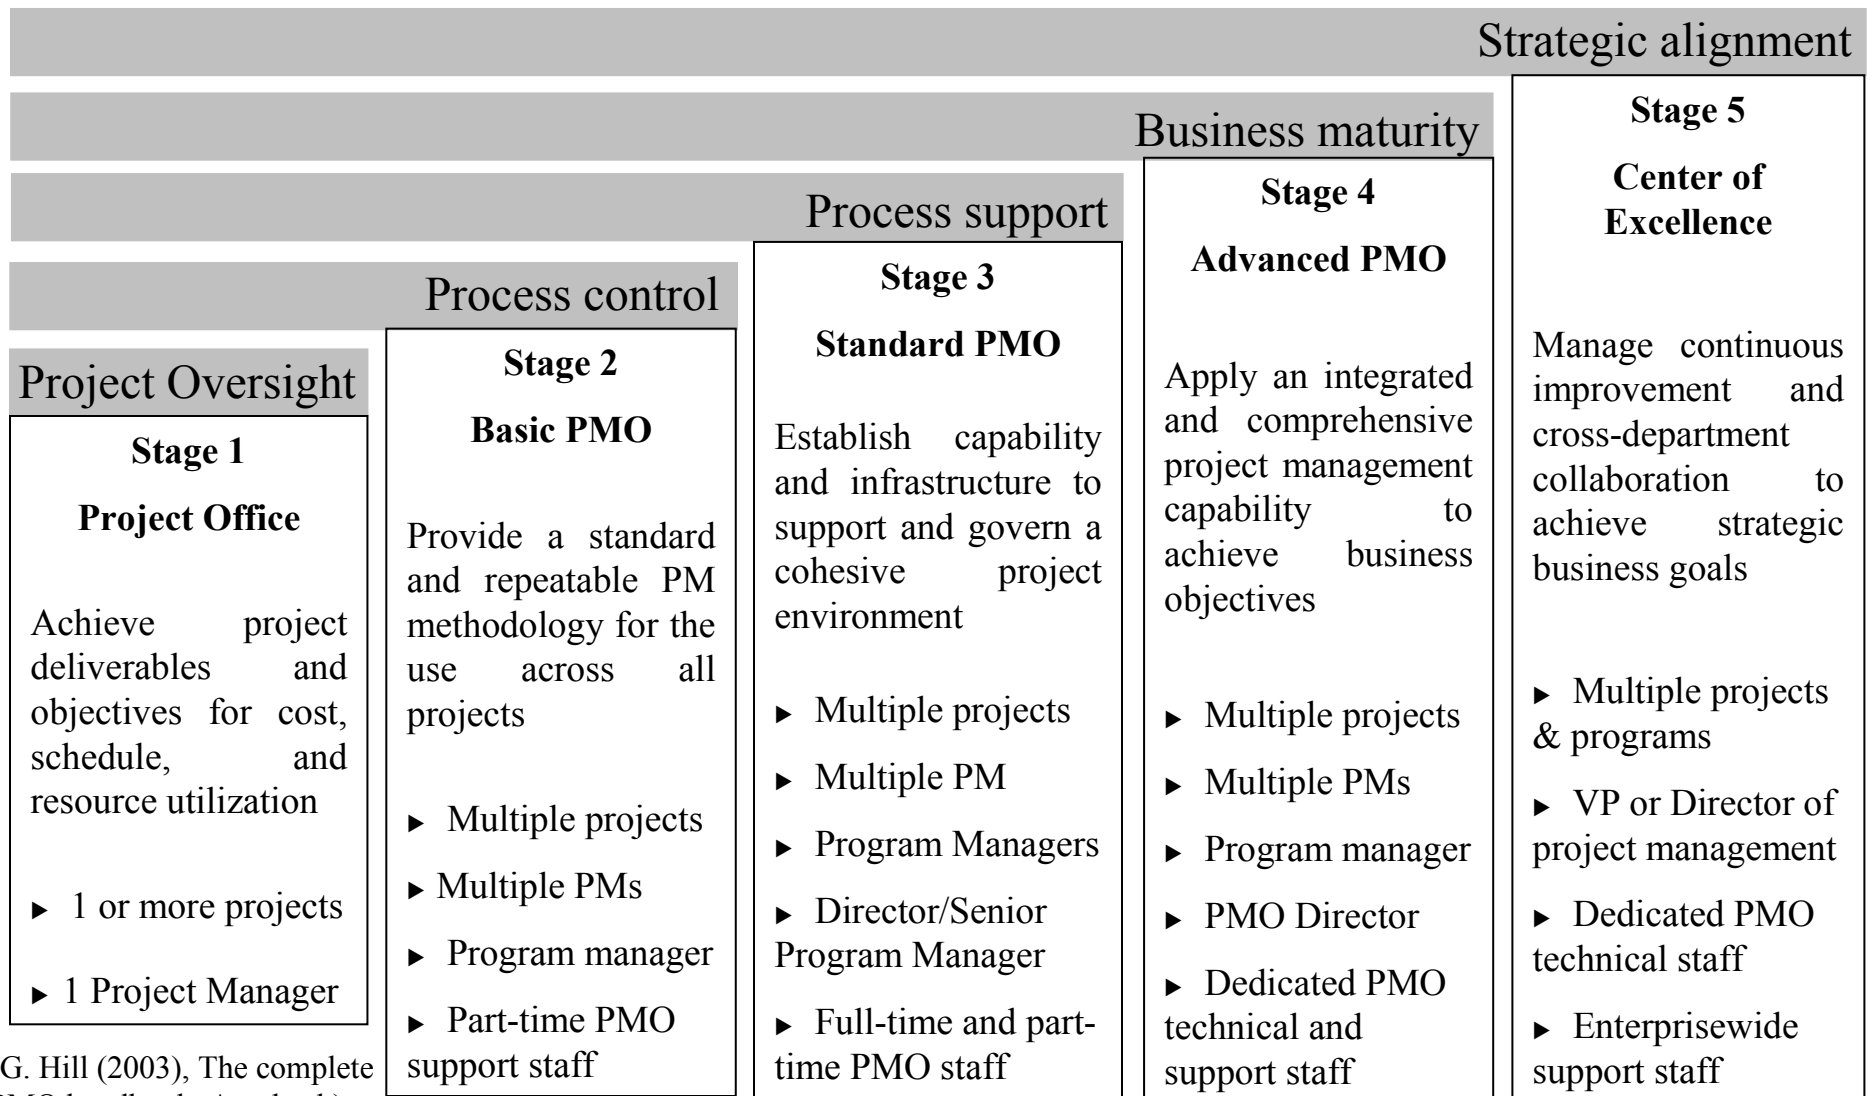 Strategic alignment
Business maturity
Process support
Process control
Project Oversight
Stage 1
Project Office
Achieve project
deliverables and
objectives for cost,
schedule, and
resource utilization
► 1 or more projects
► 1 Project Manager
Stage 2
Basic PMO
Provide a standard
and repeatable PM
methodology for the
use across all
projects
► Multiple projects
► Multiple PMs
► Program manager
► Part-time PMO
support staff
Stage 3
Standard PMO
Establish capability
and infrastructure to
support and govern a
cohesive project
environment
► Multiple projects
► Multiple PM
► Program Managers
► Director/Senior
Program Manager
► Full-time and part-
time PMO staff
Stage 4
Advanced PMO
Apply an integrated
and comprehensive
project management
capability to
achieve business
objectives
► Multiple projects
► Multiple PMs
► Program manager
► PMO Director
► Dedicated PMO
technical and
support staff
Stage 5
Center of
Excellence
Manage continuous
improvement and
cross-department
collaboration to
achieve strategic
business goals
► Multiple projects
& programs
► VP or Director of
project management
► Dedicated PMO
technical staff
► Enterprisewide
support staff
G. Hill (2003), The complete